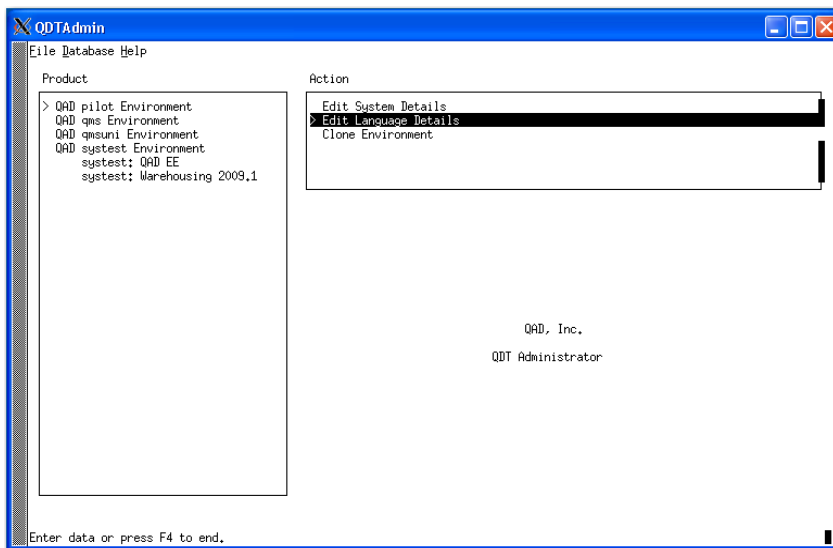 QDTAdmin
File Database Help
Product
Action
> QAD pilot Environment
QAD qms Environment
QAD qmsuni Environment
QAD systest Environment
systest: QAD EE
systest: Warehousing 2009.1
Edit System Details
> Edit Language Details
Clone Environment
QAD, Inc.
QDT Administrator
Enter data or press F4 to end.